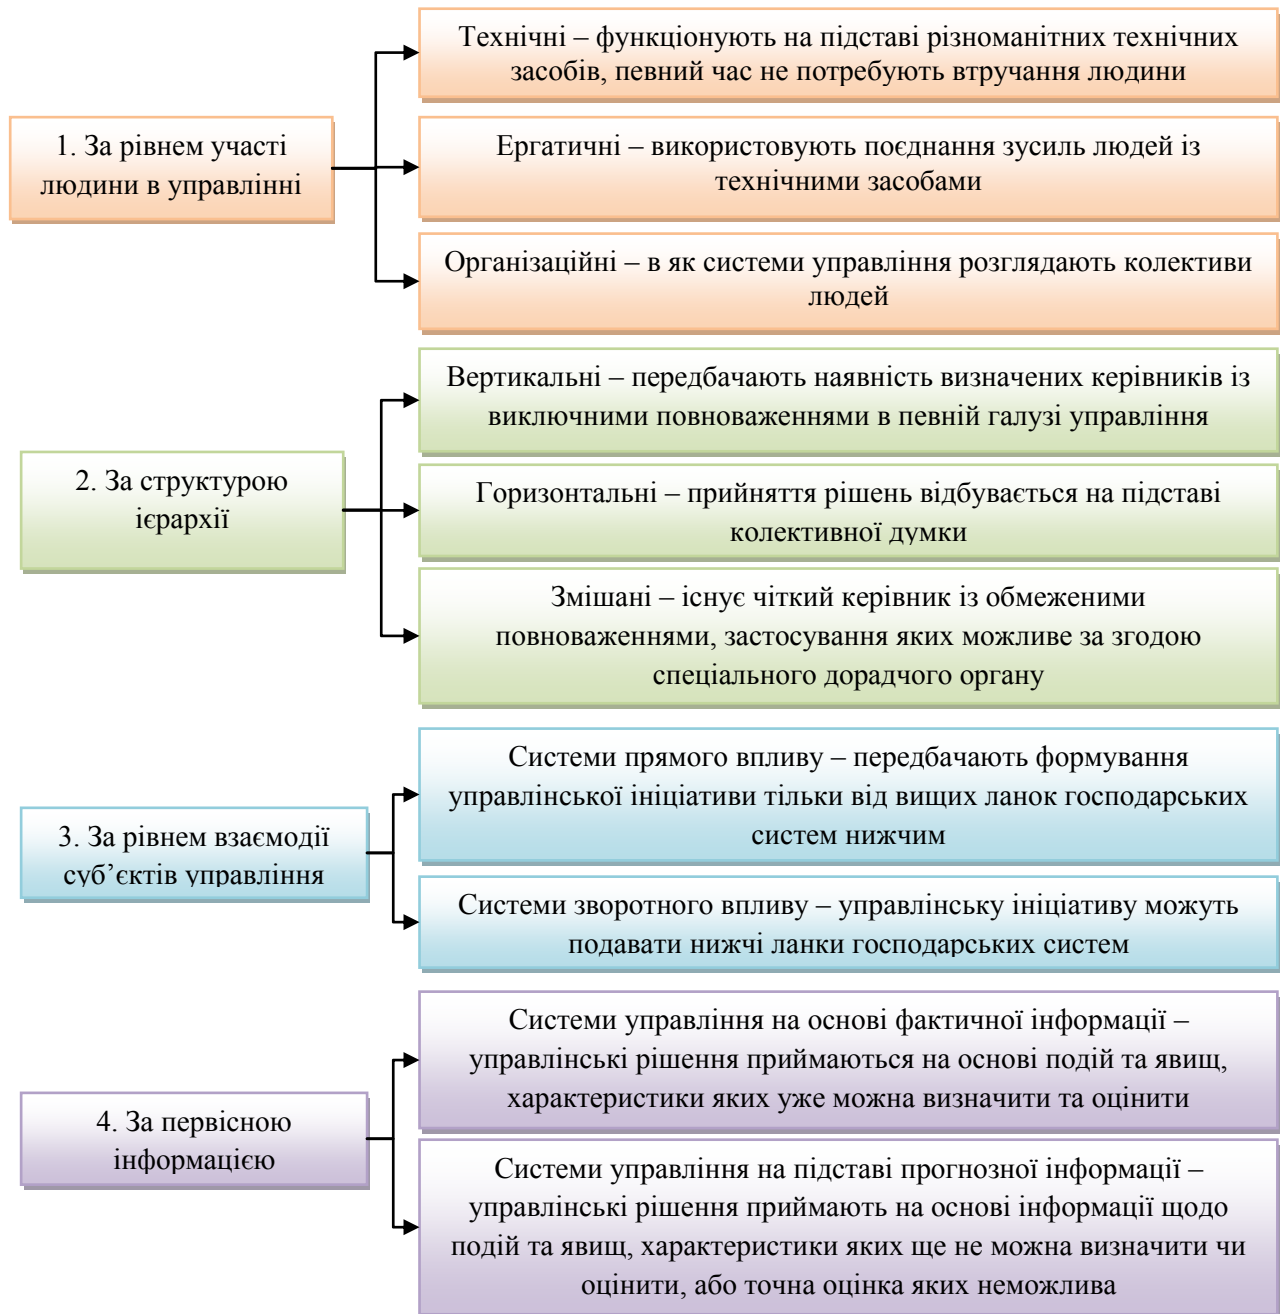 1. За рівнем участі
людини в управлінні
Технічні – функціонують на підставі різноманітних технічних
засобів, певний час не потребують втручання людини
Ергатичні – використовують поєднання зусиль людей із
технічними засобами
Організаційні – в як системи управління розглядають колективи
людей
2. За структурою
ієрархії
Вертикальні – передбачають наявність визначених керівників із
виключними повноваженнями в певній галузі управління
Горизонтальні – прийняття рішень відбувається на підставі
колективної думки
Змішані – існує чіткий керівник із обмеженими
повноваженнями, застосування яких можливе за згодою
спеціального дорадчого органу
3. За рівнем взаємодії
суб’єктів управління
Системи прямого впливу – передбачають формування
управлінської ініціативи тільки від вищих ланок господарських
систем нижчим
Системи зворотного впливу – управлінську ініціативу можуть
подавати нижчі ланки господарських систем
4. За первісною
інформацією
Системи управління на основі фактичної інформації –
управлінські рішення приймаються на основі подій та явищ,
характеристики яких уже можна визначити та оцінити
Системи управління на підставі прогнозної інформації –
управлінські рішення приймають на основі інформації щодо
подій та явищ, характеристики яких ще не можна визначити чи
оцінити, або точна оцінка яких неможлива